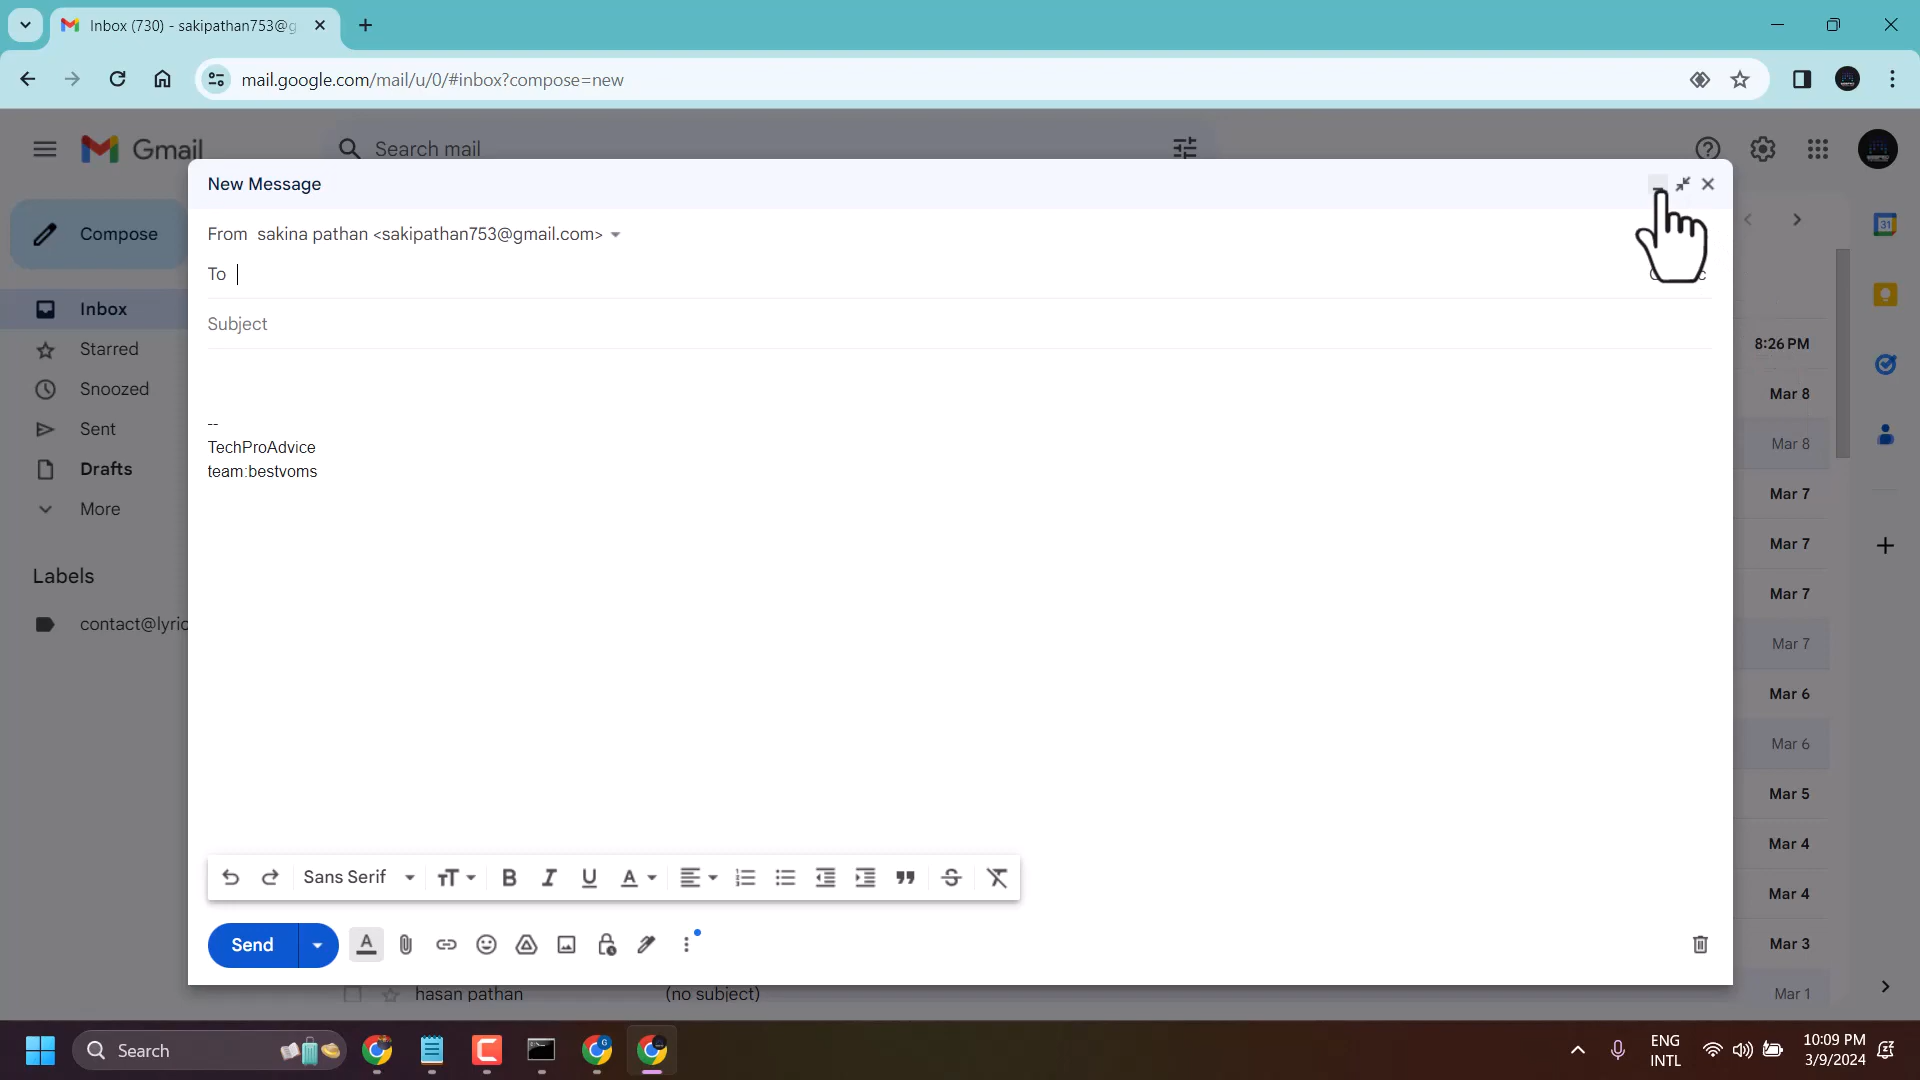 Inbox (730) - sakipathan753@g
mail.google.com/mail/u/0/#inbox?compose=new
Gmail
Search mail
New Message
Compose
From sakina pathan <sakipathan753@gmail.com>
To
Inbox
Subject
8:26 PM
Starred
Mar 8
Snoozed
--
Sent
Mar 8
TechProAdvice
Drafts
team:bestvoms
Mar 7
More
Mar 7
Labels
Mar 7
contact@lyric
Mar 7
Mar 6
Mar 6
Mar 5
Mar 4
Sans Serif
Mar 4
Send
Mar 3
hasan pathan
(no subject)
Mar 1
Search
ENG
INTL
10:09 PM
3/9/2024